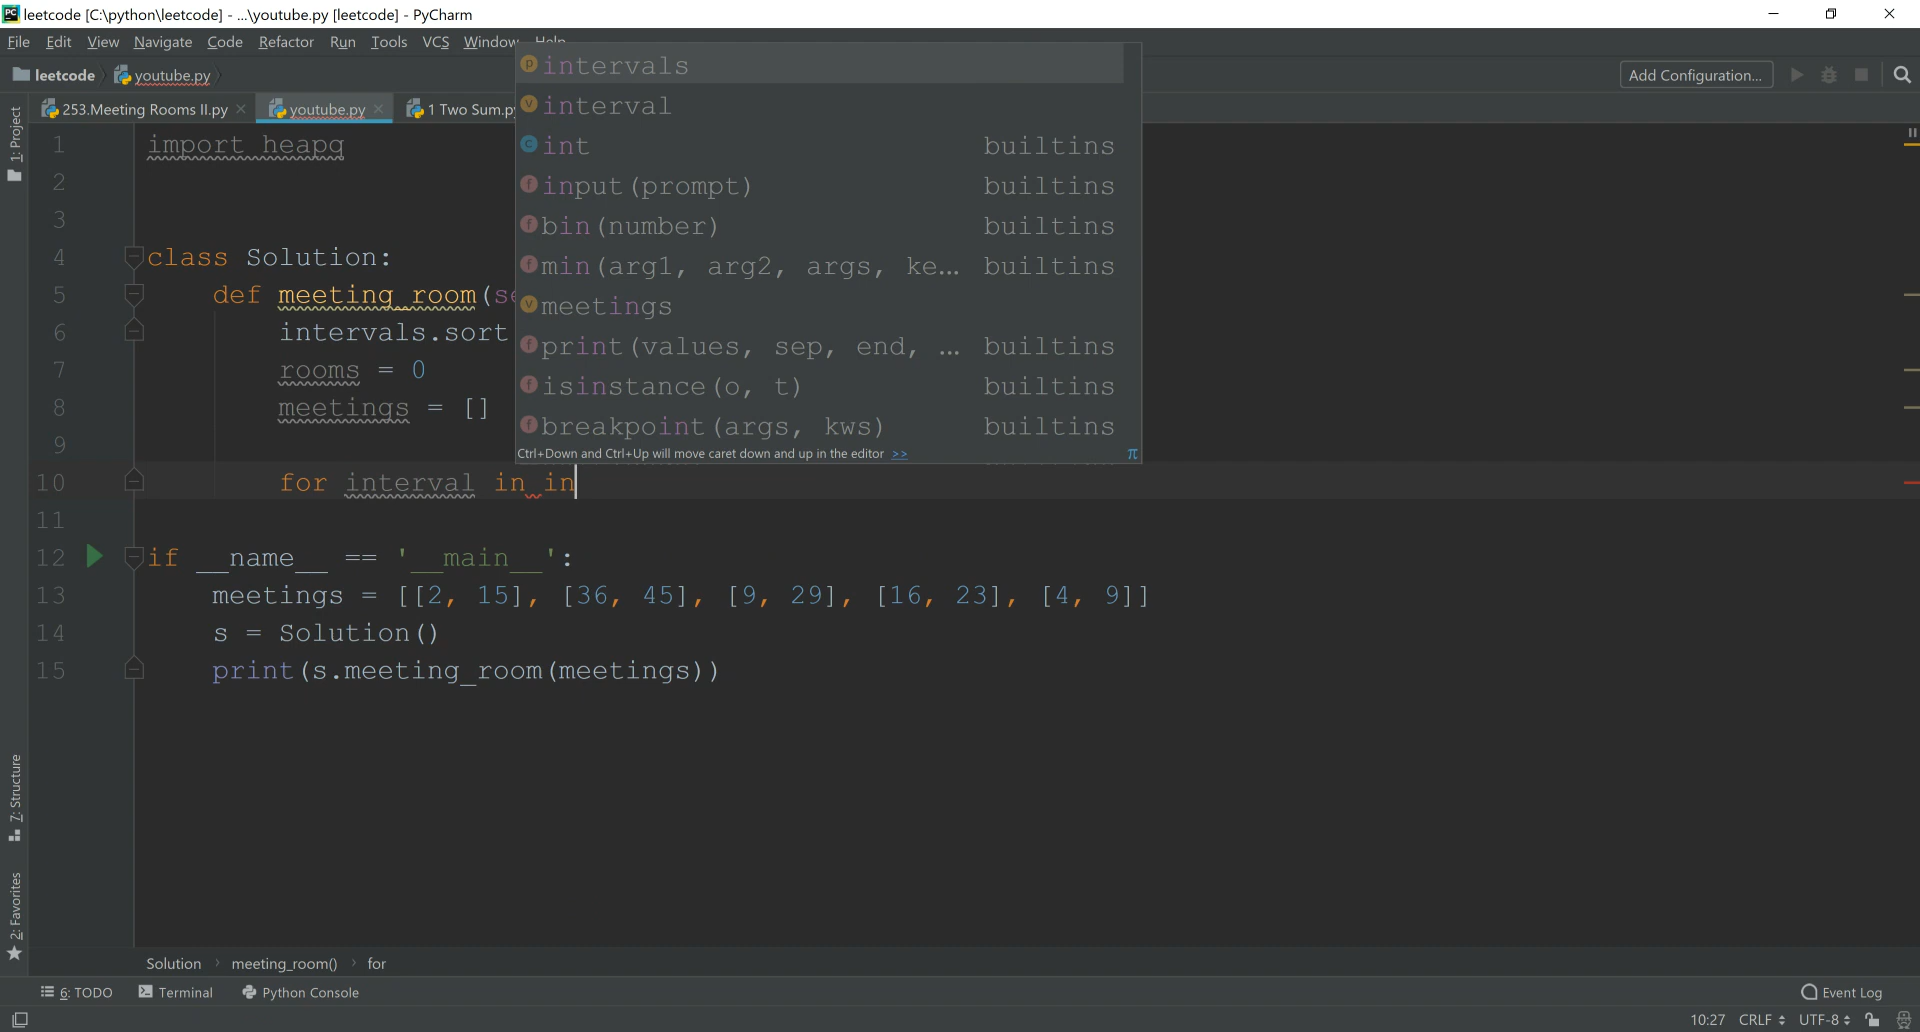 leetcode [C:\python\leetcode] - ...\youtube.py [leetcode] - PyCharm
File Edit View Navigate Code Refactor Run Tools VCS Window Help
leetcode youtube.py Add Configuration...
253.Meeting Rooms II.py youtube.py 1 Two Sum.py
1: Project
7: Structure
2: Favorites
intervals
interval
int builtins
input(prompt) builtins
bin(number) builtins
min(arg1, arg2, args, ke... builtins
meetings
print(values, sep, end, ... builtins
isinstance(o, t) builtins
breakpoint(args, kws) builtins
Ctrl+Down and Ctrl+Up will move caret down and up in the editor >> π
1 import heapq
2
3
4 class Solution:
5 def meeting_room(se
6 intervals.sort
7 rooms = 0
8 meetings = []
9
10 for interval in in
11
12 if __name__ == '__main__':
13 meetings = [[2, 15], [36, 45], [9, 29], [16, 23], [4, 9]]
14 s = Solution()
15 print(s.meeting_room(meetings))
Solution › meeting_room() › for
6: TODO Terminal Python Console Event Log
10:27 CRLF UTF-8